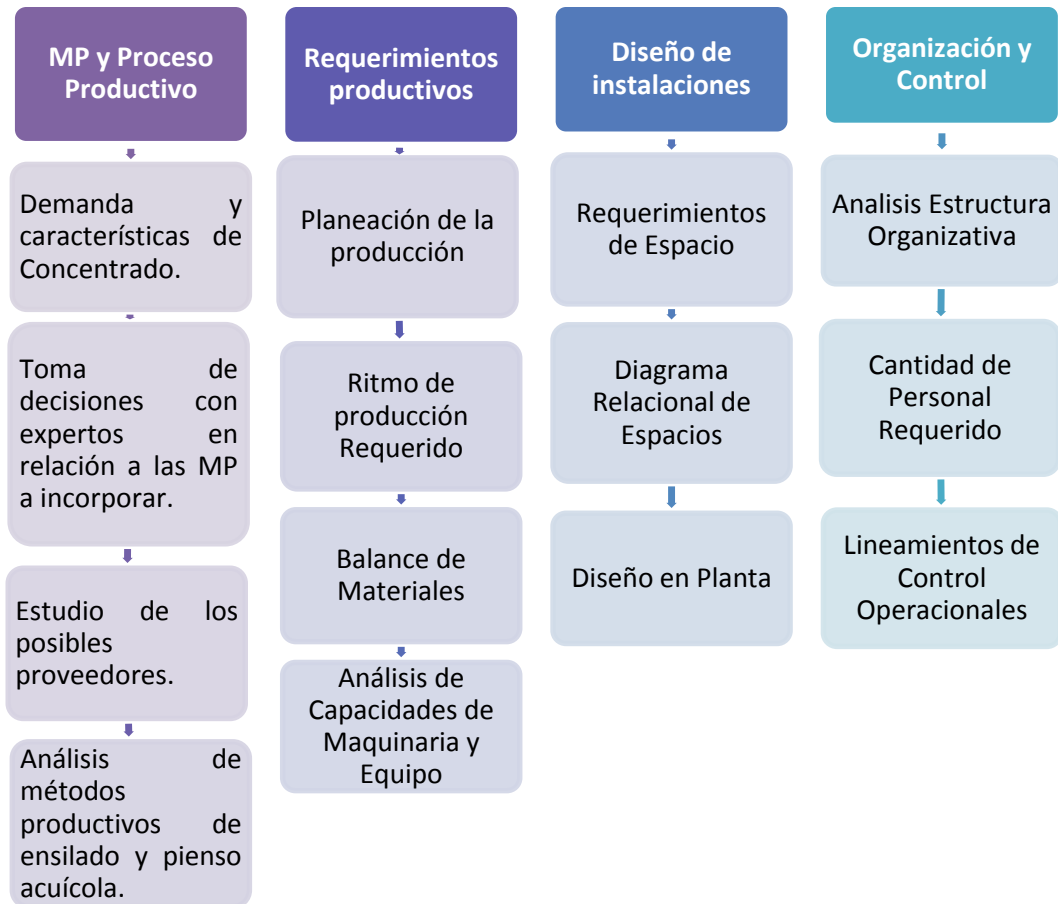 MP y Proceso
Productivo
Demanda y
características de
Concentrado.
Toma de
decisiones con
expertos en
relación a las MP
a incorporar.
Estudio de los
posibles
proveedores.
Análisis de
métodos
productivos de
ensilado y pienso
acuícola.
Requerimientos
productivos
Planeación de la
producción
Ritmo de
producción
Requerido
Balance de
Materiales
Análisis de
Capacidades de
Maquinaria y
Equipo
Diseño de
instalaciones
Requerimientos
de Espacio
Diagrama
Relacional de
Espacios
Diseño en Planta
Organización y
Control
Analisis Estructura
Organizativa
Cantidad de
Personal
Requerido
Lineamientos de
Control
Operacionales